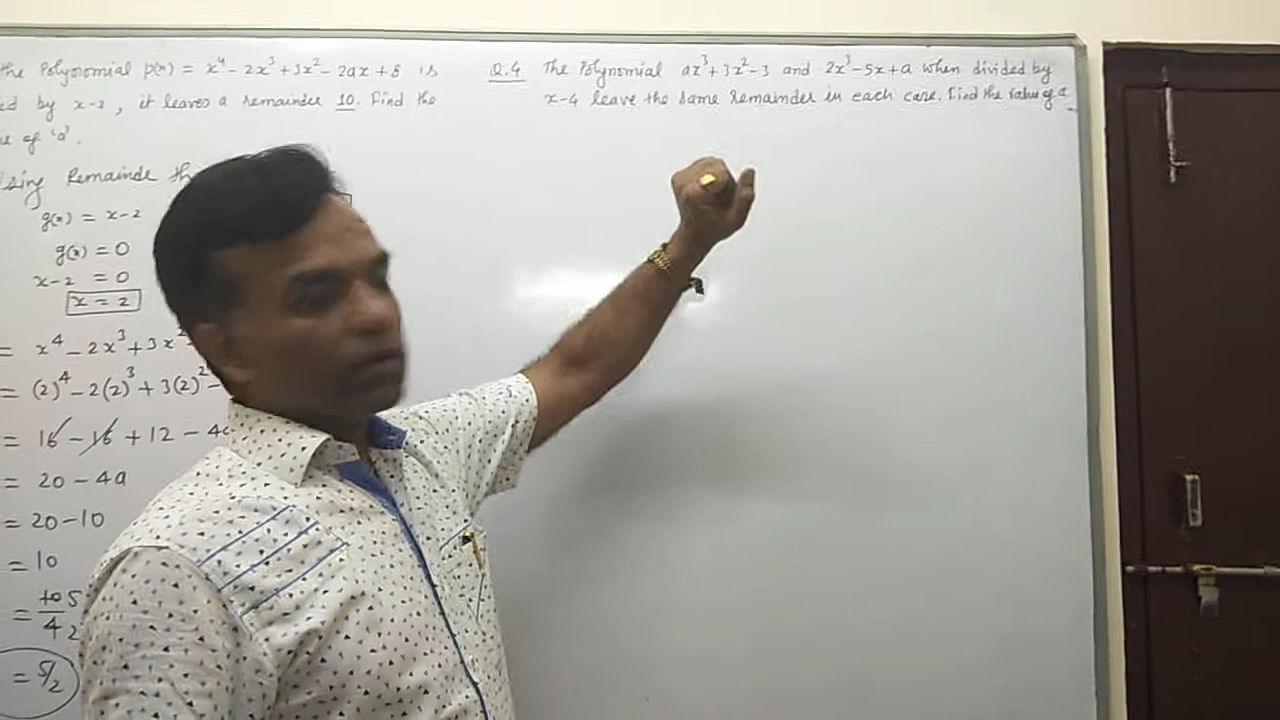 the Polynomial p(x) = x⁴ - 2x³ + 3x² - 2ax + 8 is
ed by x-2, it leaves a remainder 10. Find the
e of 'a'.
Using Remainde th
g(x) = x-2
g(x) = 0
x-2 = 0
x = 2
= x⁴ - 2x³ + 3x²
= (2)⁴ - 2(2)³ + 3(2)² -
= 16 - 16 + 12 - 4a
= 20 - 4a
= 20 - 10
= 10
= 10 5
4 2
= 5/2
Q.4 The Polynomial ax³ + 3x² - 3 and 2x³ - 5x + a when divided by
x-4 leave the same remainder in each case. Find the value of a